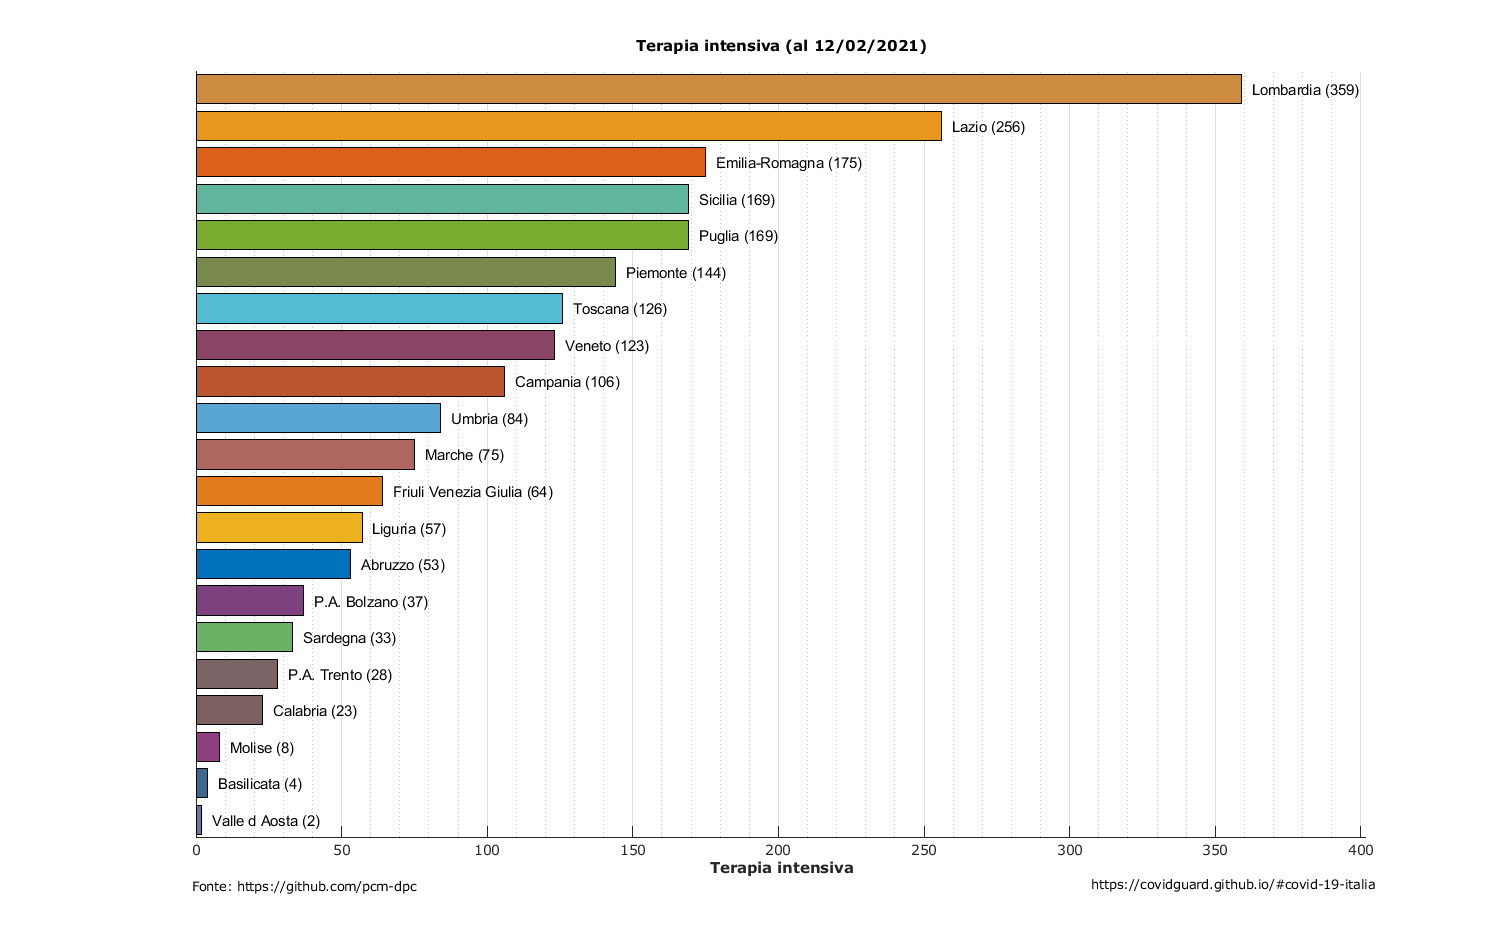 Terapia intensiva (al 12/02/2021)
Lombardia (359)
Lazio (256)
Emilia-Romagna (175)
Sicilia (169)
Puglia (169)
Piemonte (144)
Toscana (126)
Veneto (123)
Campania (106)
Umbria (84)
Marche (75)
Friuli Venezia Giulia (64)
Liguria (57)
Abruzzo (53)
P.A. Bolzano (37)
Sardegna (33)
P.A. Trento (28)
Calabria (23)
Molise (8)
Basilicata (4)
Valle d Aosta (2)
0 50 100 150 200 250 300 350 400
Terapia intensiva
Fonte: https://github.com/pcm-dpc
https://covidguard.github.io/#covid-19-italia